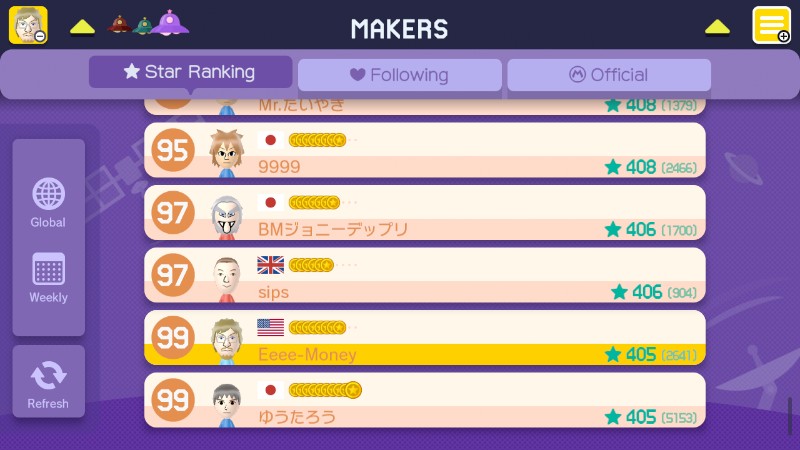 MAKERS
Star Ranking
Following
Official
Mr.たいやき
408 (1379)
95
9999
408 (2466)
97
BMジョニーデップリ
406 (1700)
97
sips
406 (904)
99
Eeee-Money
405 (2641)
99
ゆうたろう
405 (5153)
Global
Weekly
Refresh